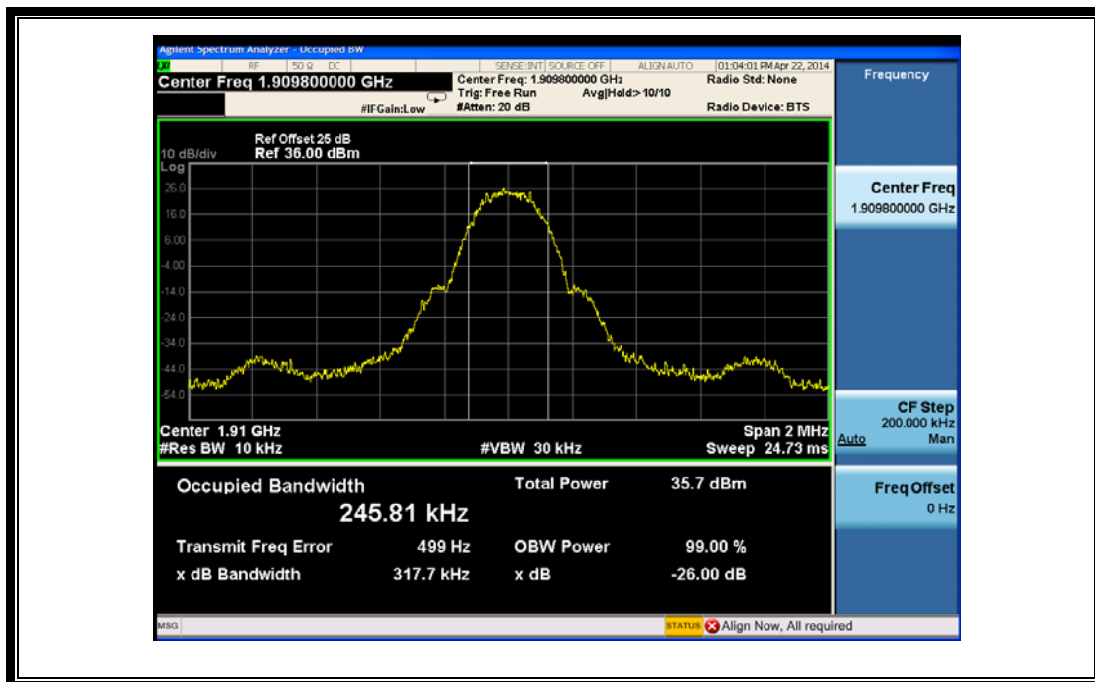 Agilent Spectrum Analyzer - Occupied BW
RF 50 Ω DC SENSE:INT SOURCE OFF ALIGN AUTO 01:04:01 PM Apr 22, 2014
Center Freq 1.909800000 GHz
Center Freq: 1.909800000 GHz
Radio Std: None
Trig: Free Run Avg|Hold:> 10/10
#IFGain:Low #Atten: 20 dB Radio Device: BTS
Ref Offset 25 dB
10 dB/div Ref 36.00 dBm
Log
26.0
16.0
6.00
-4.00
-14.0
-24.0
-34.0
-44.0
-54.0
Center 1.91 GHz Span 2 MHz
#Res BW 10 kHz #VBW 30 kHz Sweep 24.73 ms
Occupied Bandwidth Total Power 35.7 dBm
245.81 kHz
Transmit Freq Error 499 Hz OBW Power 99.00 %
x dB Bandwidth 317.7 kHz x dB -26.00 dB
MSG STATUS Align Now, All required
Frequency
Center Freq
1.909800000 GHz
CF Step
200.000 kHz
Auto Man
Freq Offset
0 Hz